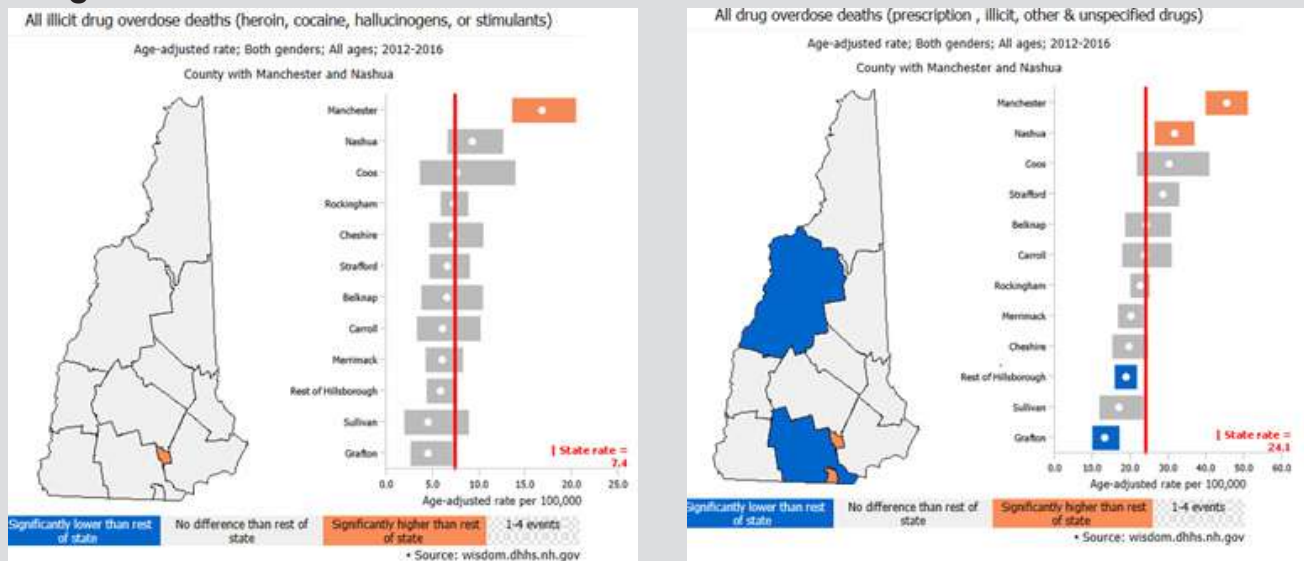 All illicit drug overdose deaths (heroin, cocaine, hallucinogens, or stimulants)
Age-adjusted rate; Both genders; All ages; 2012-2016
County with Manchester and Nashua
Manchester
Nashua
Coos
Rockingham
Cheshire
Strafford
Belknap
Carroll
Merrimack
Rest of Hillsborough
Sullivan
Grafton
| State rate =
7.4
0.0 5.0 10.0 15.0 20.0 25.0
Age-adjusted rate per 100,000
Significantly lower than rest
of state
No difference than rest of
state
Significantly higher than rest
of state
1-4 events
• Source: wisdom.dhhs.nh.gov
All drug overdose deaths (prescription , illicit, other & unspecified drugs)
Age-adjusted rate; Both genders; All ages; 2012-2016
County with Manchester and Nashua
Manchester
Nashua
Coos
Strafford
Belknap
Carroll
Rockingham
Merrimack
Cheshire
Rest of Hillsborough
Sullivan
Grafton
| State rate =
24.1
0.0 10.0 20.0 30.0 40.0 50.0 60.0
Age-adjusted rate per 100,000
Significantly lower than rest
of state
No difference than rest of
state
Significantly higher than rest
of state
1-4 events
• Source: wisdom.dhhs.nh.gov